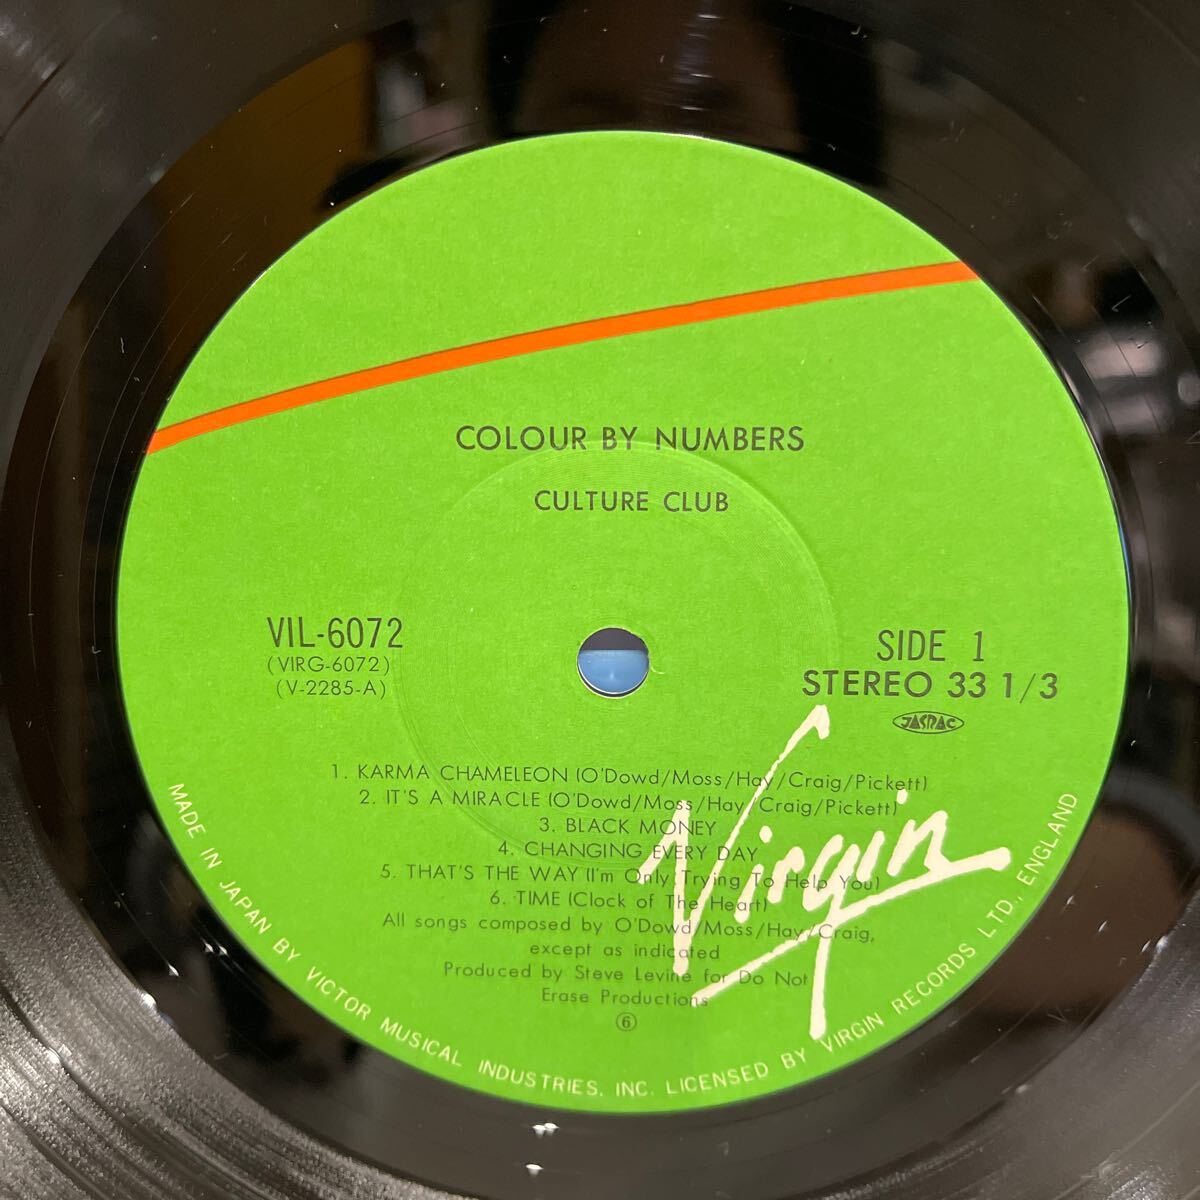 COLOUR BY NUMBERS
CULTURE CLUB
VIL-6072
(VIRG-6072)
(V-2285-A)
SIDE 1
STEREO 33 1/3
JASRAC
1. KARMA CHAMELEON (O'Dowd/Moss/Hay/Craig/Pickett)
2. IT'S A MIRACLE (O'Dowd/Moss/Hay/Craig/Pickett)
3. BLACK MONEY
4. CHANGING EVERY DAY
5. THAT'S THE WAY (I'm Only Trying To Help You)
6. TIME (Clock of The Heart)
All songs composed by O'Dowd/Moss/Hay/Craig,
except as indicated
Produced by Steve Levine for Do Not
Erase Productions
⑥
Virgin
MADE IN JAPAN BY VICTOR MUSICAL INDUSTRIES, INC. LICENSED BY VIRGIN RECORDS LTD., ENGLAND